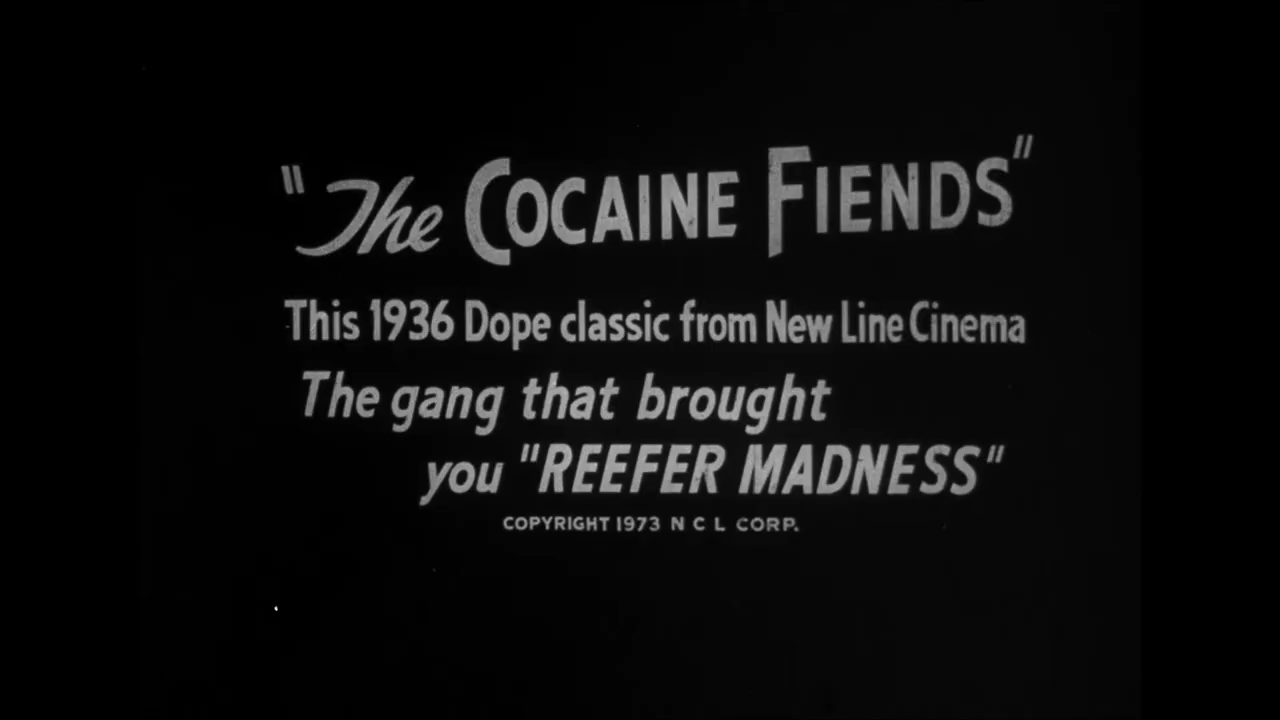 "The COCAINE FIENDS"
This 1936 Dope classic from New Line Cinema
The gang that brought
you "REEFER MADNESS"
COPYRIGHT 1973 N C L CORP.